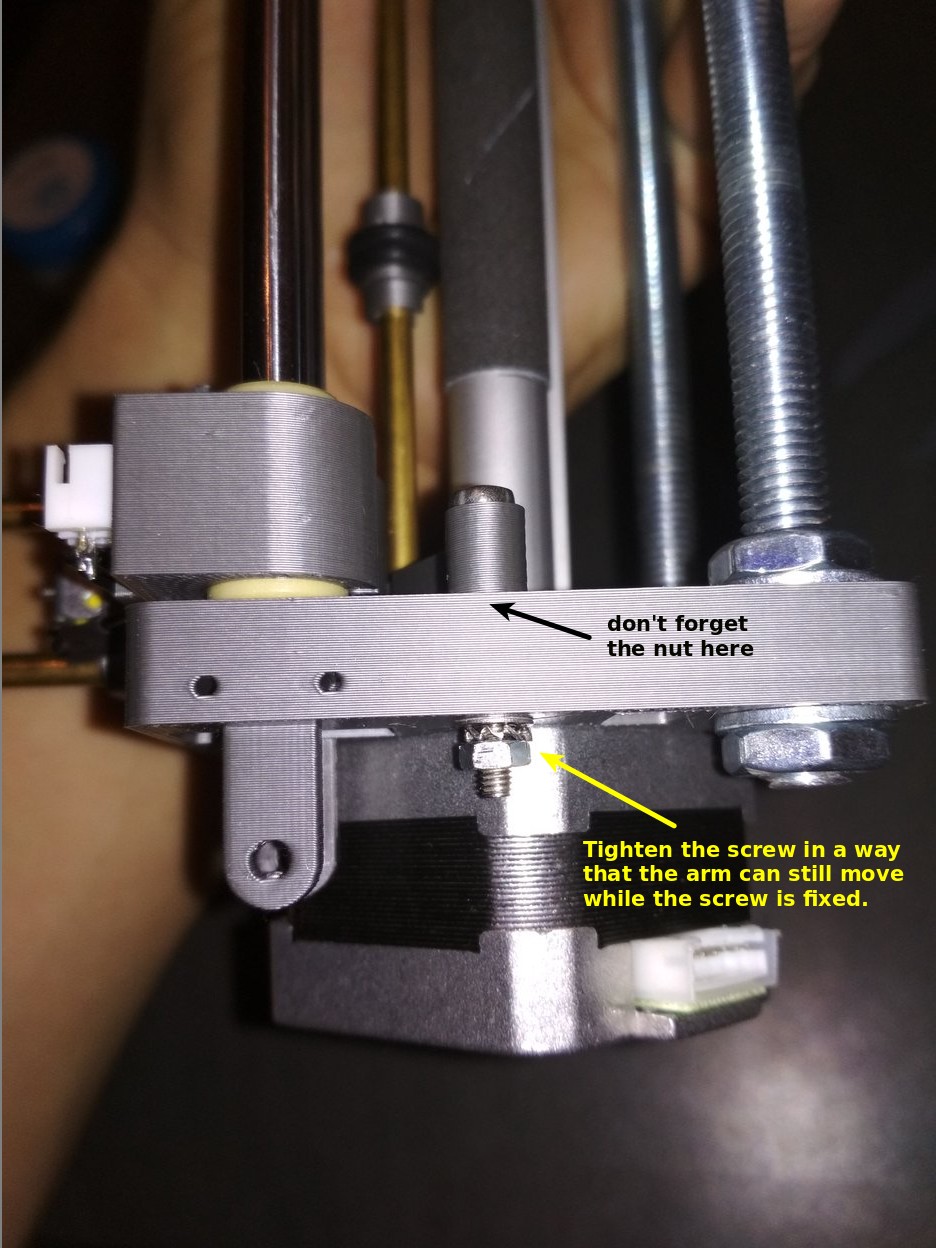 don't forget
the nut here
Tighten the screw in a way
that the arm can still move
while the screw is fixed.